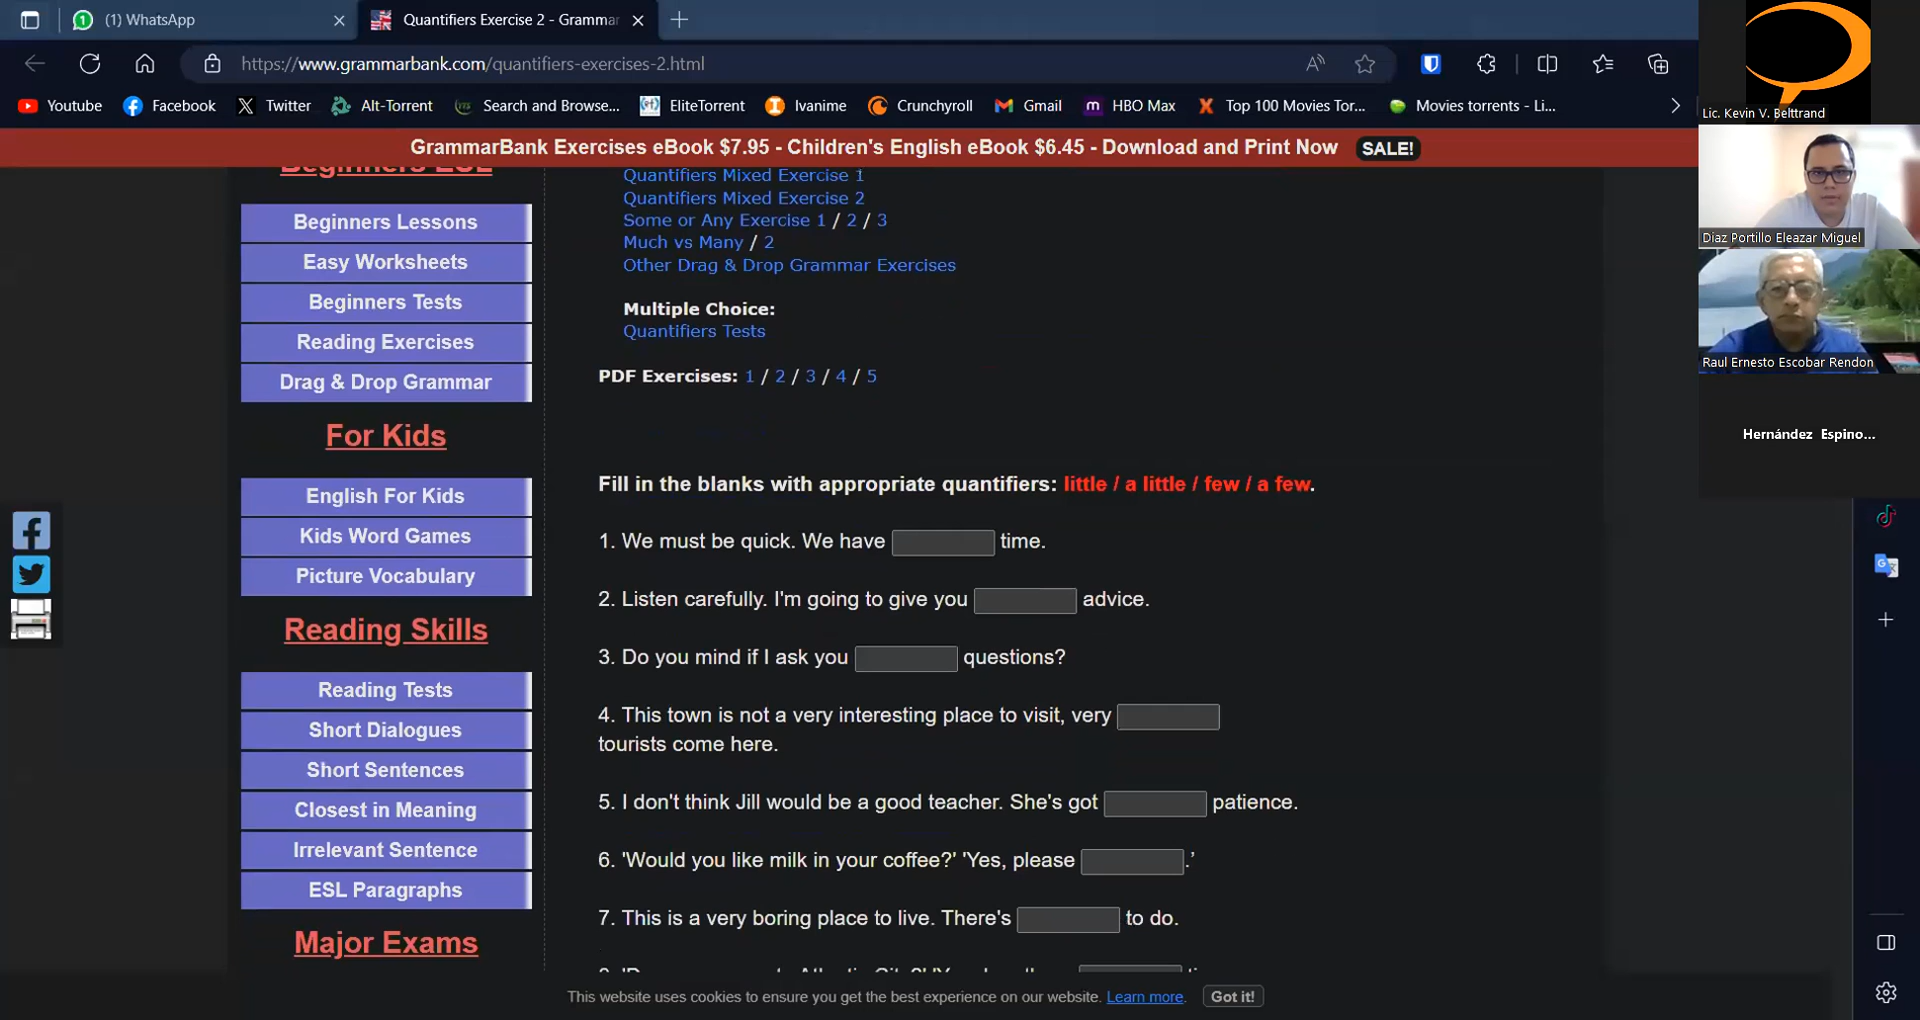 (1) WhatsApp
Quantifiers Exercise 2 - Gramma
https://www.grammarbank.com/quantifiers-exercises-2.html
Youtube Facebook Twitter Alt-Torrent Search and Browse... EliteTorrent Ivanime Crunchyroll Gmail HBO Max Top 100 Movies Tor... Movies torrents - Li...
GrammarBank Exercises eBook $7.95 - Children's English eBook $6.45 - Download and Print Now SALE!
Beginners ESL
Beginners Lessons
Easy Worksheets
Beginners Tests
Reading Exercises
Drag & Drop Grammar
For Kids
English For Kids
Kids Word Games
Picture Vocabulary
Reading Skills
Reading Tests
Short Dialogues
Short Sentences
Closest in Meaning
Irrelevant Sentence
ESL Paragraphs
Major Exams
Quantifiers Mixed Exercise 1
Quantifiers Mixed Exercise 2
Some or Any Exercise 1 / 2 / 3
Much vs Many / 2
Other Drag & Drop Grammar Exercises
Multiple Choice:
Quantifiers Tests
PDF Exercises: 1 / 2 / 3 / 4 / 5
Fill in the blanks with appropriate quantifiers: little / a little / few / a few.
1. We must be quick. We have time.
2. Listen carefully. I'm going to give you advice.
3. Do you mind if I ask you questions?
4. This town is not a very interesting place to visit, very
tourists come here.
5. I don't think Jill would be a good teacher. She's got patience.
6. 'Would you like milk in your coffee?' 'Yes, please .’
7. This is a very boring place to live. There's to do.
This website uses cookies to ensure you get the best experience on our website. Learn more. Got it!
Lic. Kevin V. Belttrand
Diaz Portillo Eleazar Miguel
Raul Ernesto Escobar Rendon
Hernández Espino...